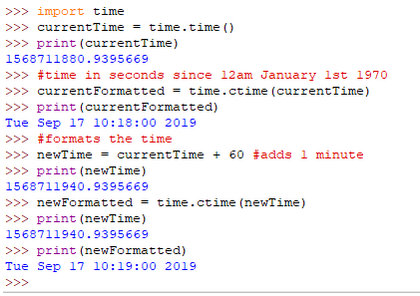 >>> import time
>>> currentTime = time.time()
>>> print(currentTime)
1568711880.9395669
>>> #time in seconds since 12am January 1st 1970
>>> currentFormatted = time.ctime(currentTime)
>>> print(currentFormatted)
Tue Sep 17 10:18:00 2019
>>> #formats the time
>>> newTime = currentTime + 60 #adds 1 minute
>>> print(newTime)
1568711940.9395669
>>> newFormatted = time.ctime(newTime)
>>> print(newTime)
1568711940.9395669
>>> print(newFormatted)
Tue Sep 17 10:19:00 2019
>>>